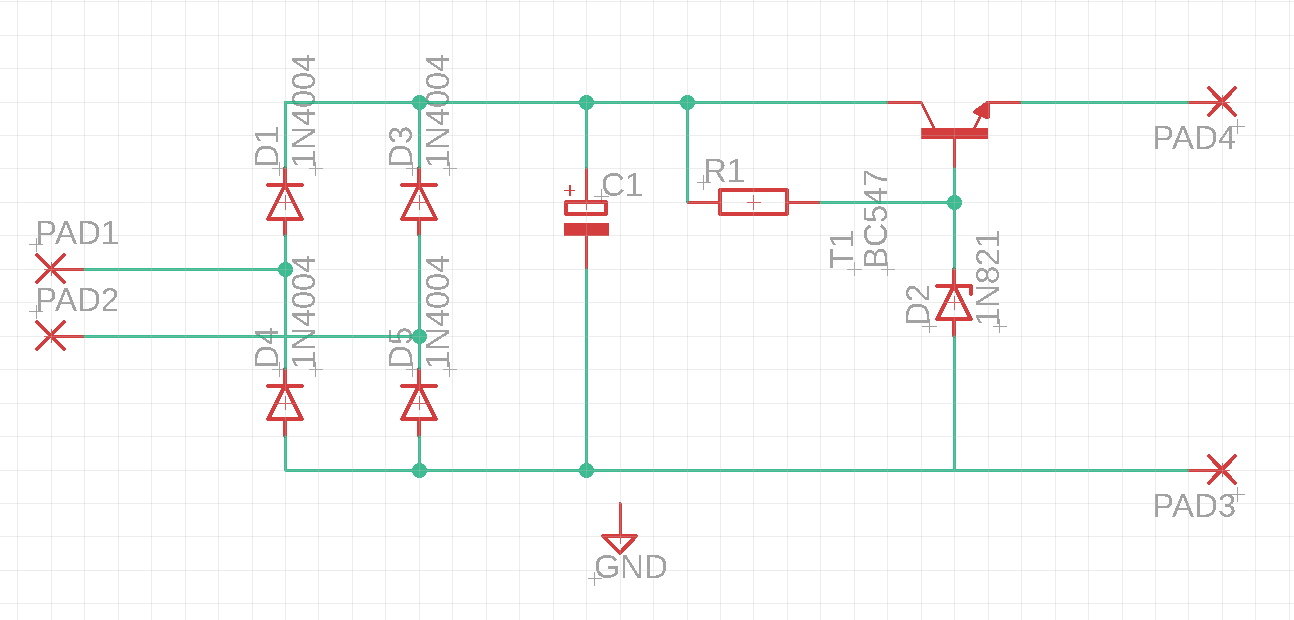 D1
1N4004
D3
1N4004
PAD1
PAD2
D4
1N4004
D5
1N4004
+
C1
R1
T1
BC547
D2
1N821
PAD4
PAD3
GND